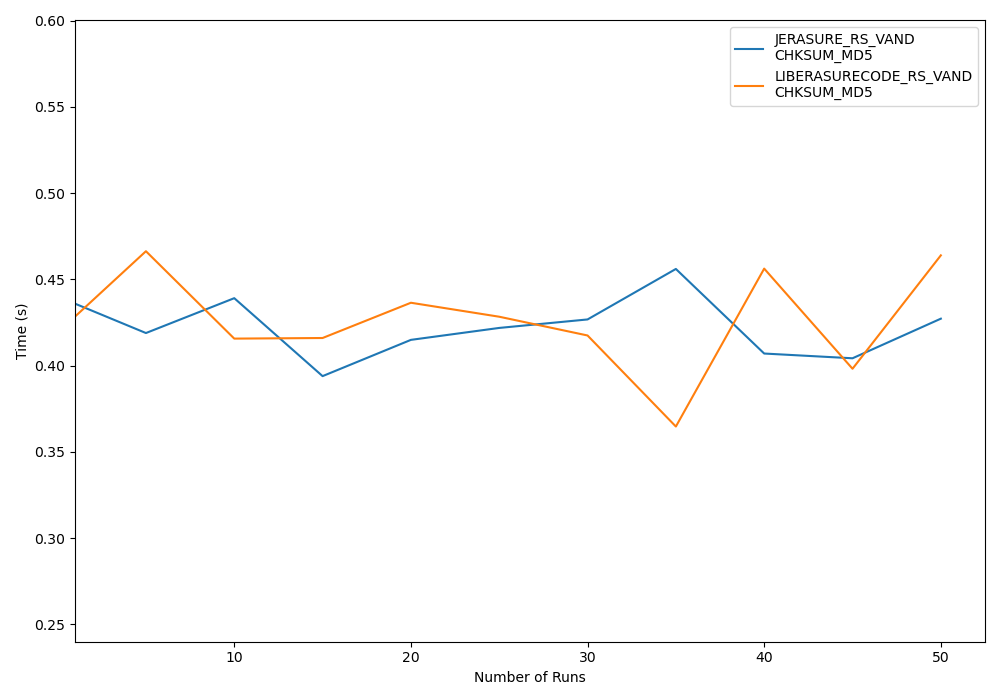 0.60
0.55
0.50
0.45
0.40
0.35
0.30
0.25
Time (s)
JERASURE_RS_VAND
CHKSUM_MD5
LIBERASURECODE_RS_VAND
CHKSUM_MD5
10 20 30 40 50
Number of Runs